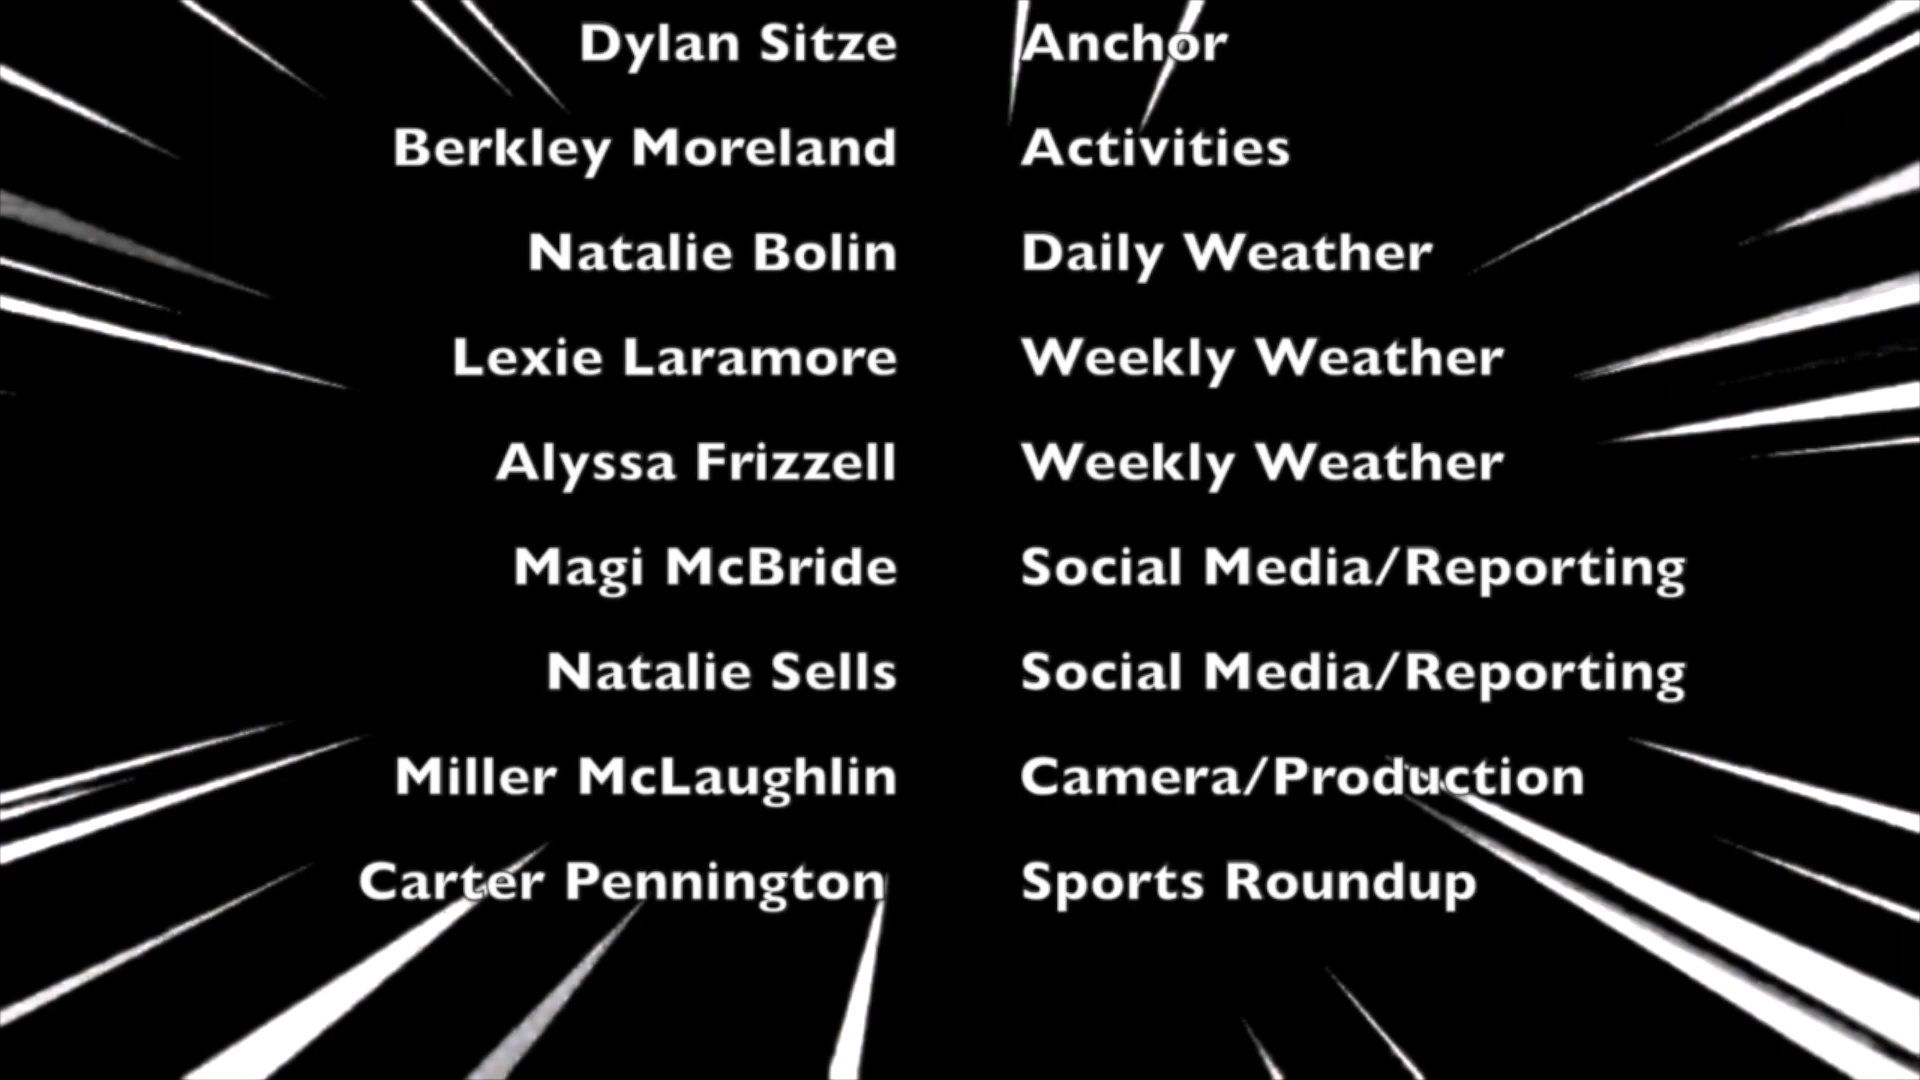 Dylan Sitze Anchor
Berkley Moreland Activities
Natalie Bolin Daily Weather
Lexie Laramore Weekly Weather
Alyssa Frizzell Weekly Weather
Magi McBride Social Media/Reporting
Natalie Sells Social Media/Reporting
Miller McLaughlin Camera/Production
Carter Pennington Sports Roundup